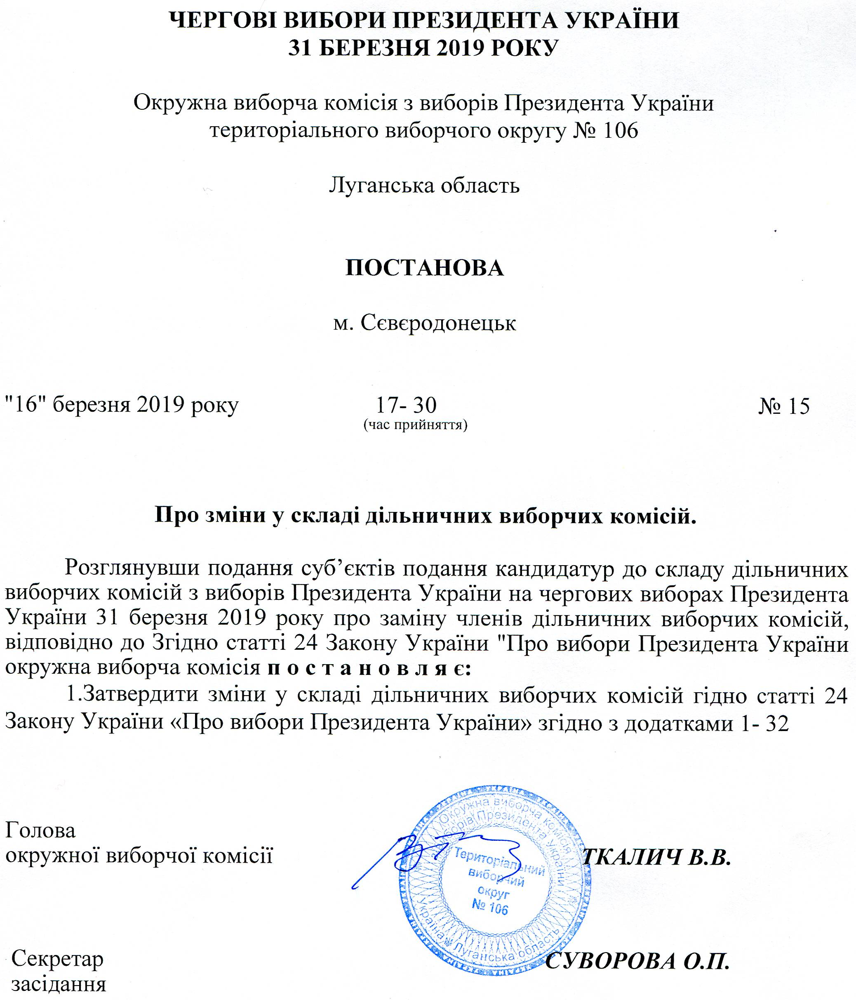 ЧЕРГОВІ ВИБОРИ ПРЕЗИДЕНТА УКРАЇНИ
31 БЕРЕЗНЯ 2019 РОКУ
Окружна виборча комісія з виборів Президента України
територіального виборчого округу № 106
Луганська область
ПОСТАНОВА
м. Сєвєродонецьк
"16" березня 2019 року 17- 30 № 15
(час прийняття)
Про зміни у складі дільничних виборчих комісій.
Розглянувши подання суб’єктів подання кандидатур до складу дільничних
виборчих комісій з виборів Президента України на чергових виборах Президента
України 31 березня 2019 року про заміну членів дільничних виборчих комісій,
відповідно до Згідно статті 24 Закону України "Про вибори Президента України
окружна виборча комісія п о с т а н о в л я є:
1.Затвердити зміни у складі дільничних виборчих комісій гідно статті 24
Закону України «Про вибори Президента України» згідно з додатками 1- 32
Голова
окружної виборчої комісії ТКАЛИЧ В.В.
Окружна виборча комісія
з виборів Президента України
Територіальний
виборчий
округ
№ 106
Україна Луганська область
Секретар СУВОРОВА О.П.
засідання